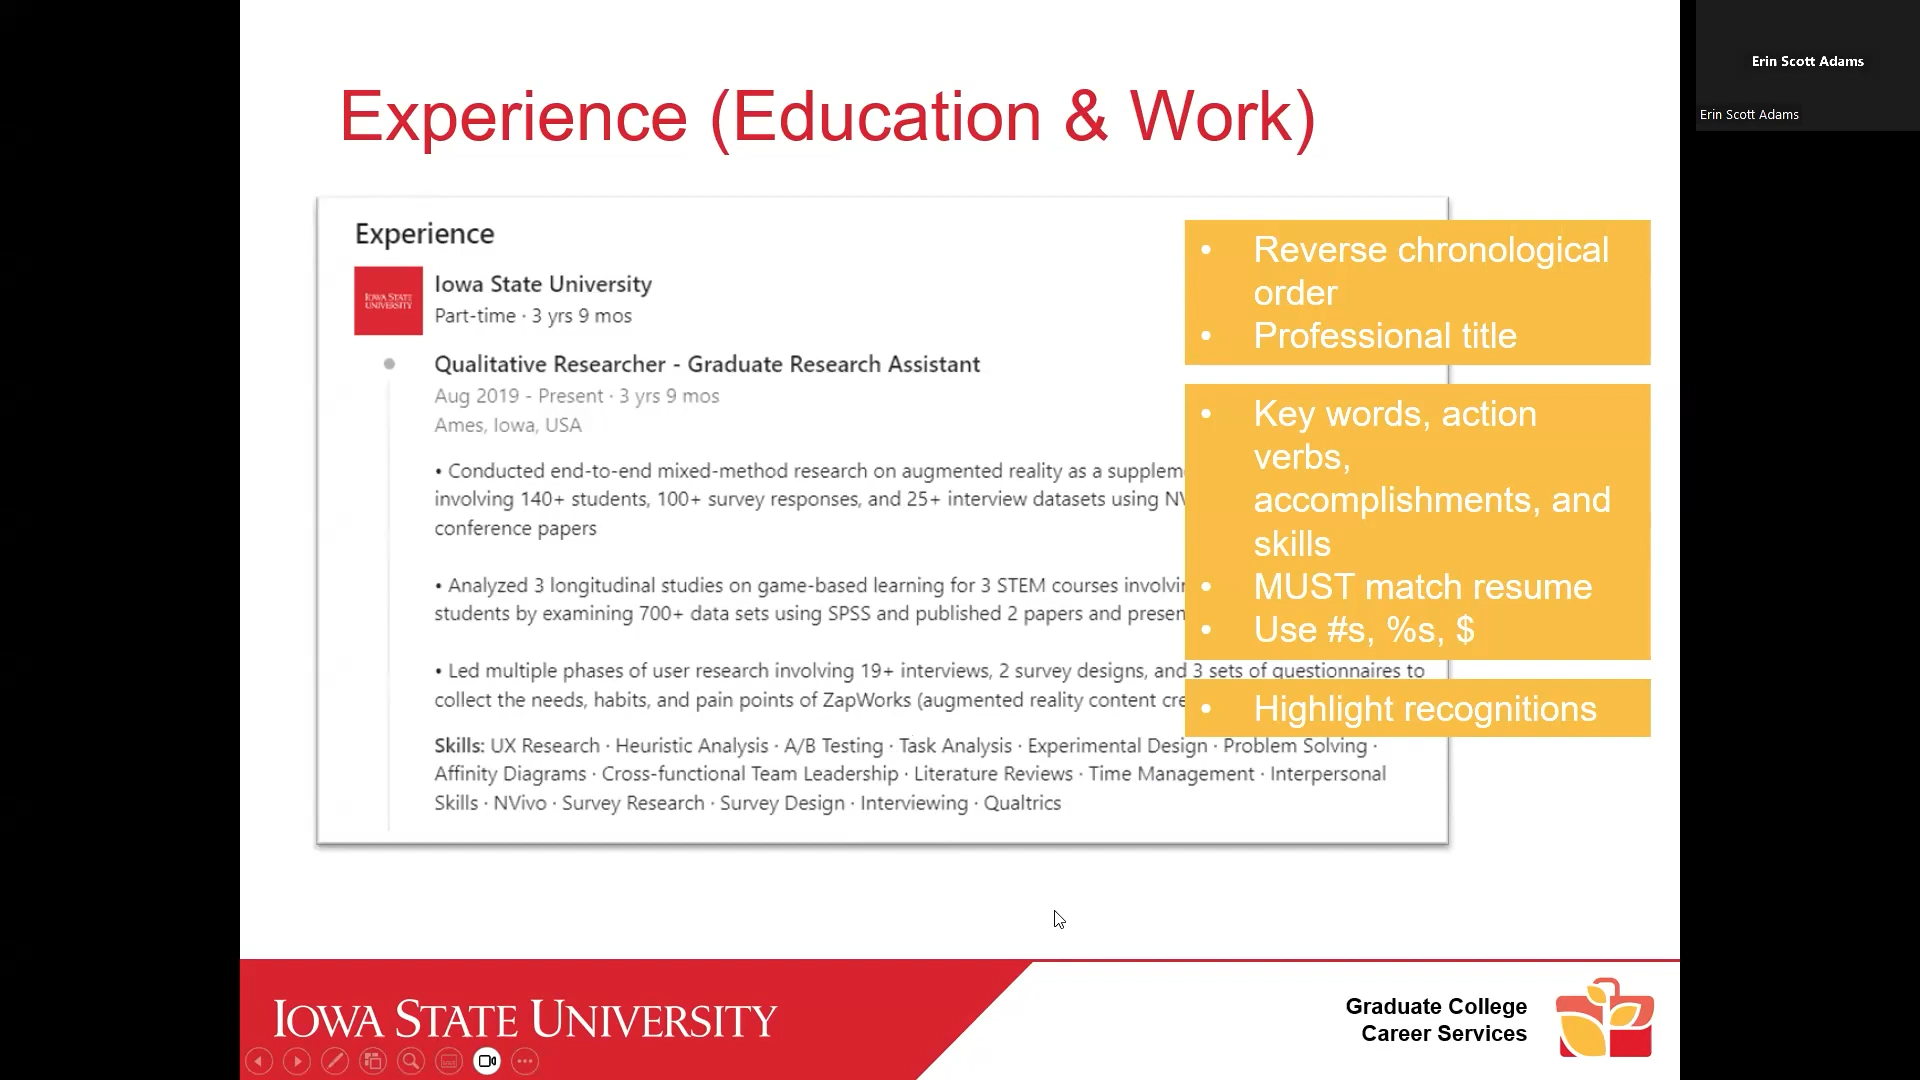 Experience (Education & Work)
Experience
IOWA STATE
UNIVERSITY
Iowa State University
Part-time · 3 yrs 9 mos
Qualitative Researcher - Graduate Research Assistant
Aug 2019 - Present · 3 yrs 9 mos
Ames, Iowa, USA
• Conducted end-to-end mixed-method research on augmented reality as a
involving 140+ students, 100+ survey responses, and 25+ interview datasets using
conference papers
• Analyzed 3 longitudinal studies on game-based learning for 3 STEM courses
students by examining 700+ data sets using SPSS and published 2 papers and
• Led multiple phases of user research involving 19+ interviews, 2 survey designs, and 3 sets of questionnaires to
collect the needs, habits, and pain points of ZapWorks (augmented reality content
Skills: UX Research · Heuristic Analysis · A/B Testing · Task Analysis · Experimental Design · Problem Solving ·
Affinity Diagrams · Cross-functional Team Leadership · Literature Reviews · Time Management · Interpersonal
Skills · NVivo · Survey Research · Survey Design · Interviewing · Qualtrics
• Reverse chronological
order
• Professional title
• Key words, action
verbs,
accomplishments, and
skills
• MUST match resume
• Use #s, %s, $
• Highlight recognitions
IOWA STATE UNIVERSITY
Graduate College
Career Services
Erin Scott Adams
Erin Scott Adams